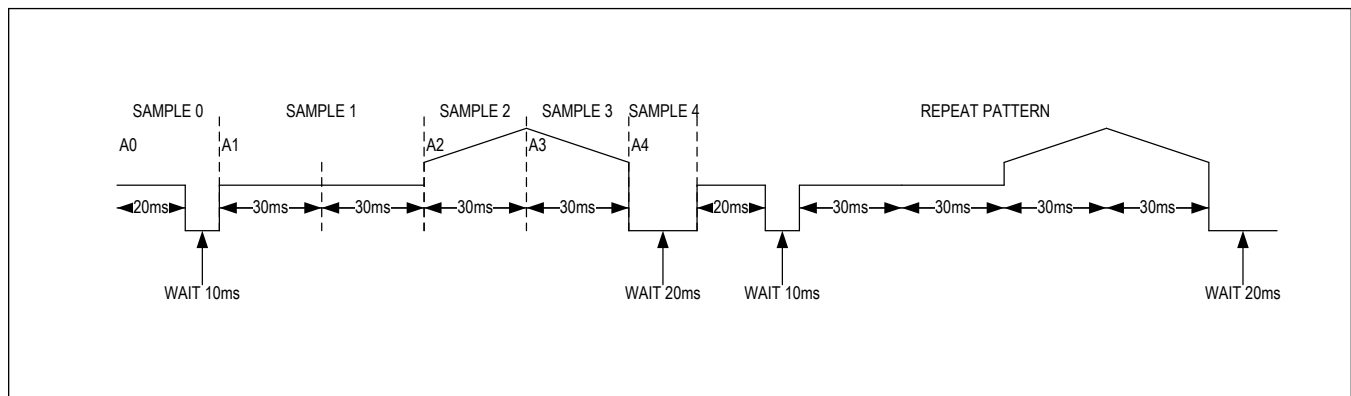 SAMPLE 0 SAMPLE 1 SAMPLE 2 SAMPLE 3 SAMPLE 4 REPEAT PATTERN
A0 A1 A2 A3 A4
20ms 30ms 30ms 30ms 30ms 20ms 30ms 30ms 30ms 30ms
WAIT 10ms WAIT 20ms WAIT 10ms WAIT 20ms